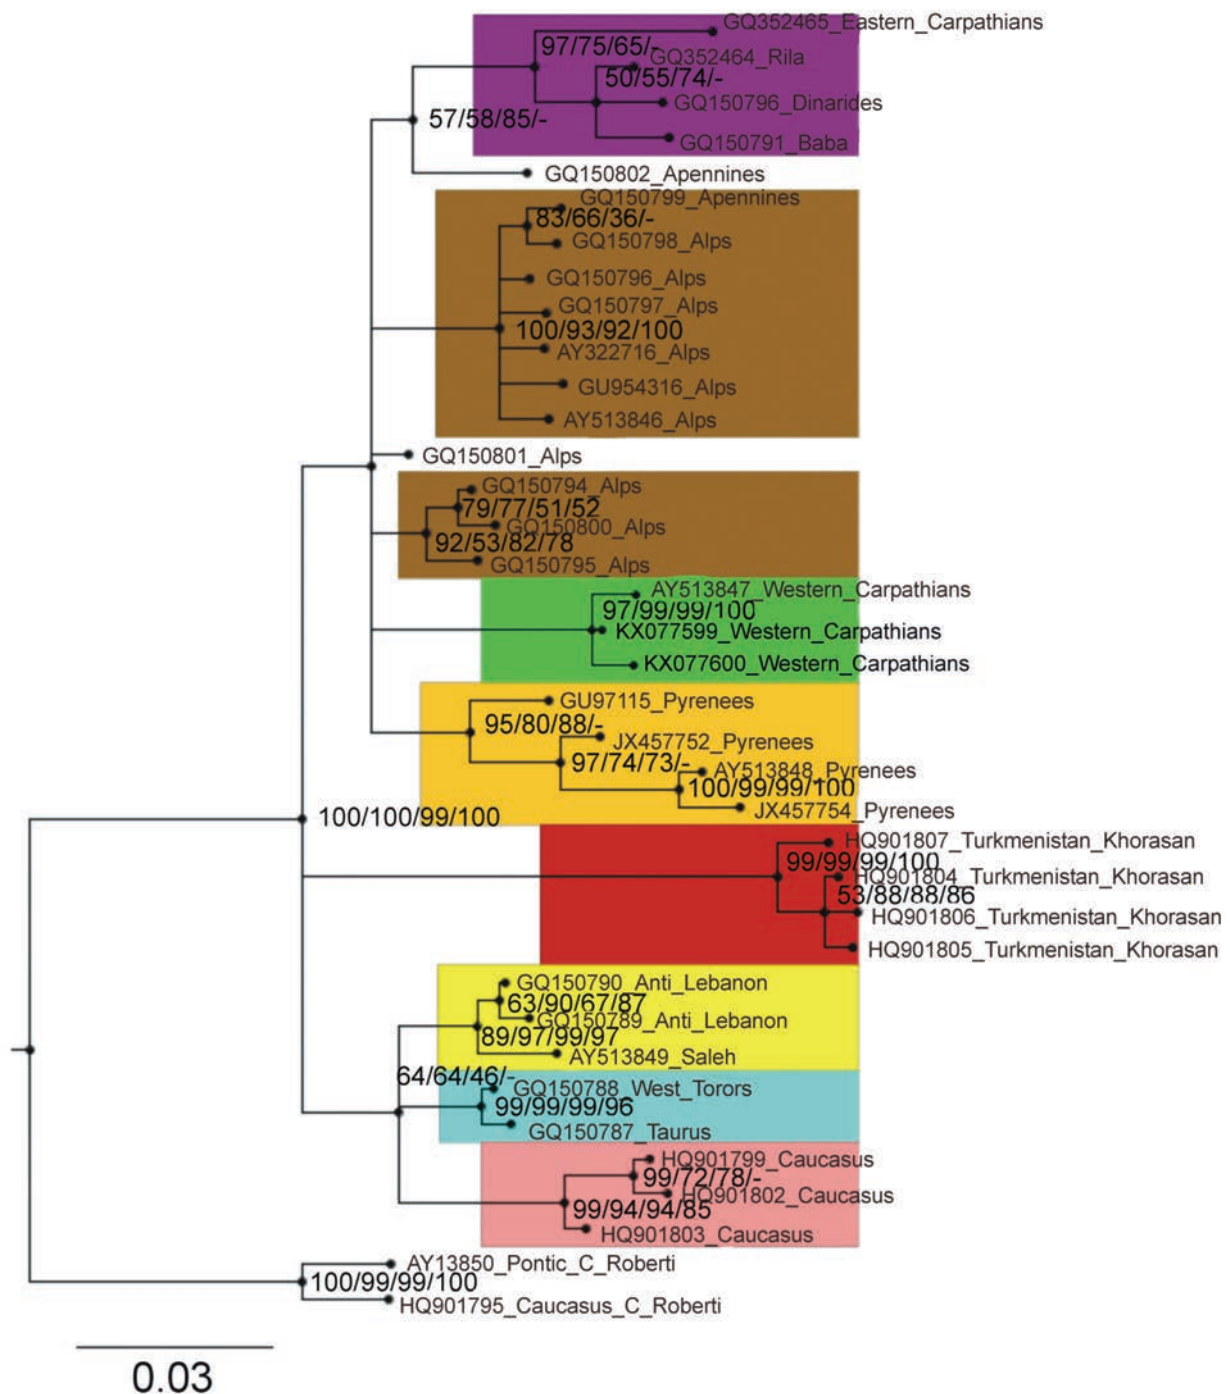 GQ352465_Eastern_Carpathians
97/75/65/-
GQ352464_Rila
50/55/74/-
GQ150796_Dinarides
57/58/85/-
GQ150791_Baba
GQ150802_Apennines
GQ150799_Apennines
83/66/36/-
GQ150798_Alps
GQ150796_Alps
GQ150797_Alps
100/93/92/100
AY322716_Alps
GU954316_Alps
AY513846_Alps
GQ150801_Alps
GQ150794_Alps
79/77/51/52
GQ150800_Alps
92/53/82/78
GQ150795_Alps
AY513847_Western_Carpathians
97/99/99/100
KX077599_Western_Carpathians
KX077600_Western_Carpathians
GU97115_Pyrenees
95/80/88/-
JX457752_Pyrenees
97/74/73/-
AY513848_Pyrenees
100/99/99/100
JX457754_Pyrenees
100/100/99/100
HQ901807_Turkmenistan_Khorasan
99/99/99/100
HQ901804_Turkmenistan_Khorasan
53/88/88/86
HQ901806_Turkmenistan_Khorasan
HQ901805_Turkmenistan_Khorasan
GQ150790_Anti_Lebanon
63/90/67/87
GQ150789_Anti_Lebanon
89/97/99/97
AY513849_Saleh
64/64/46/-
GQ150788_West_Torors
99/99/99/96
GQ150787_Taurus
HQ901799_Caucasus
99/72/78/-
HQ901802_Caucasus
99/94/94/85
HQ901803_Caucasus
AY13850_Pontic_C_Roberti
100/99/99/100
HQ901795_Caucasus_C_Roberti
0.03